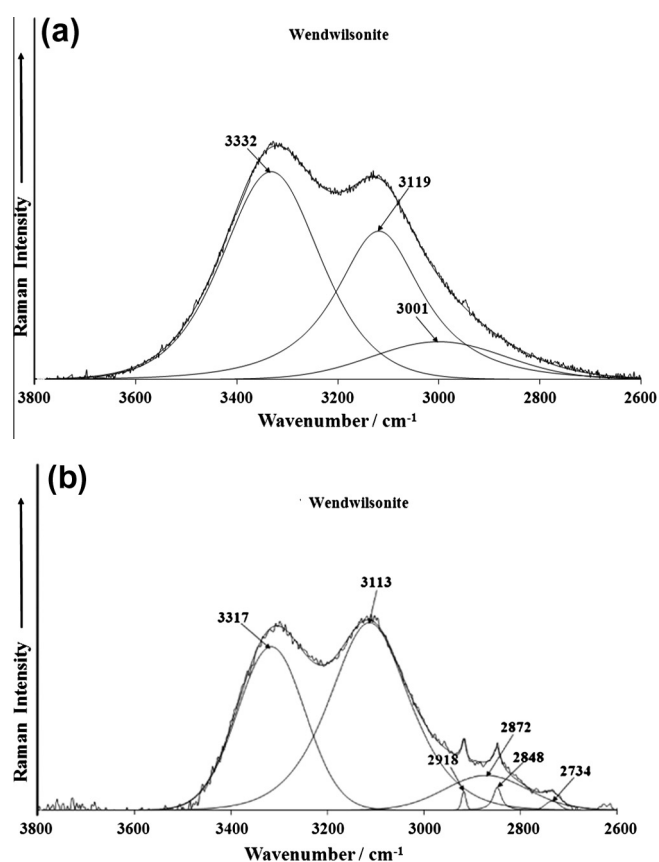 (a)
Wendwilsonite
3332
3119
3001
Raman Intensity
3800 3600 3400 3200 3000 2800 2600
Wavenumber / cm-1
(b)
Wendwilsonite
3113
3317
2872
2918 2848
2734
Raman Intensity
3800 3600 3400 3200 3000 2800 2600
Wavenumber / cm-1